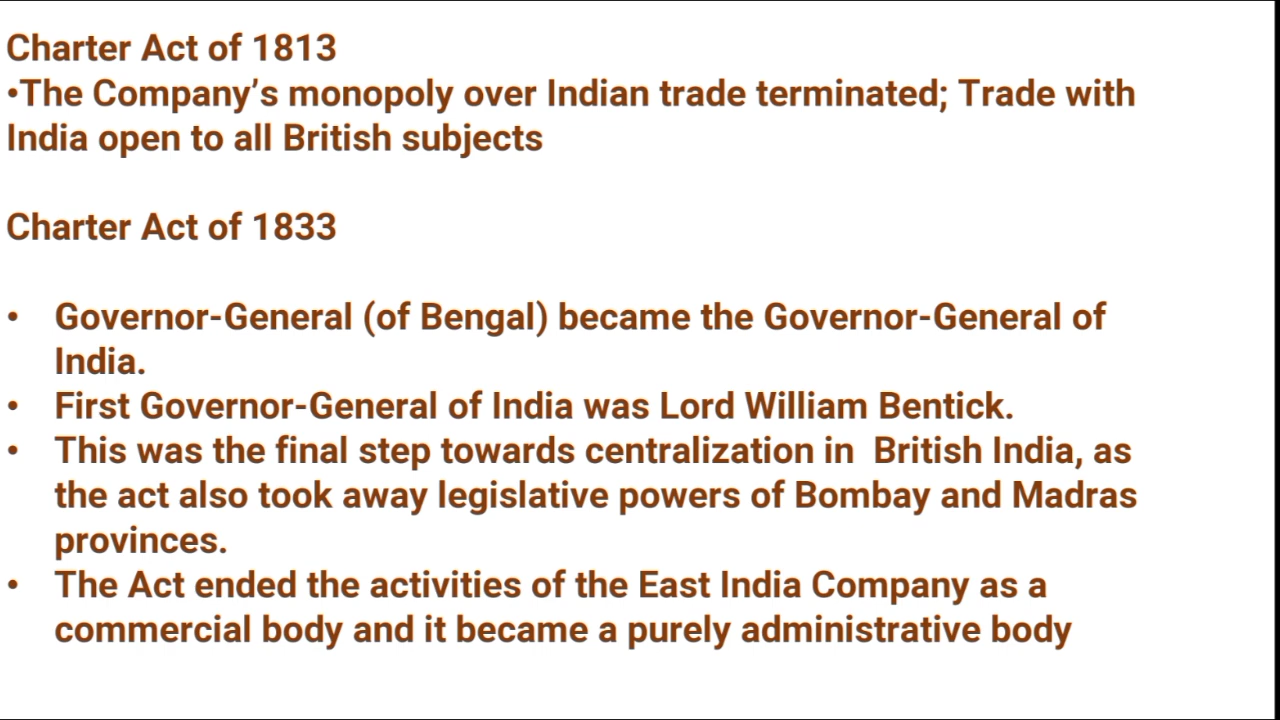 Charter Act of 1813
•The Company’s monopoly over Indian trade terminated; Trade with
India open to all British subjects
Charter Act of 1833
• Governor-General (of Bengal) became the Governor-General of
India.
• First Governor-General of India was Lord William Bentick.
• This was the final step towards centralization in  British India, as
the act also took away legislative powers of Bombay and Madras
provinces.
• The Act ended the activities of the East India Company as a
commercial body and it became a purely administrative body